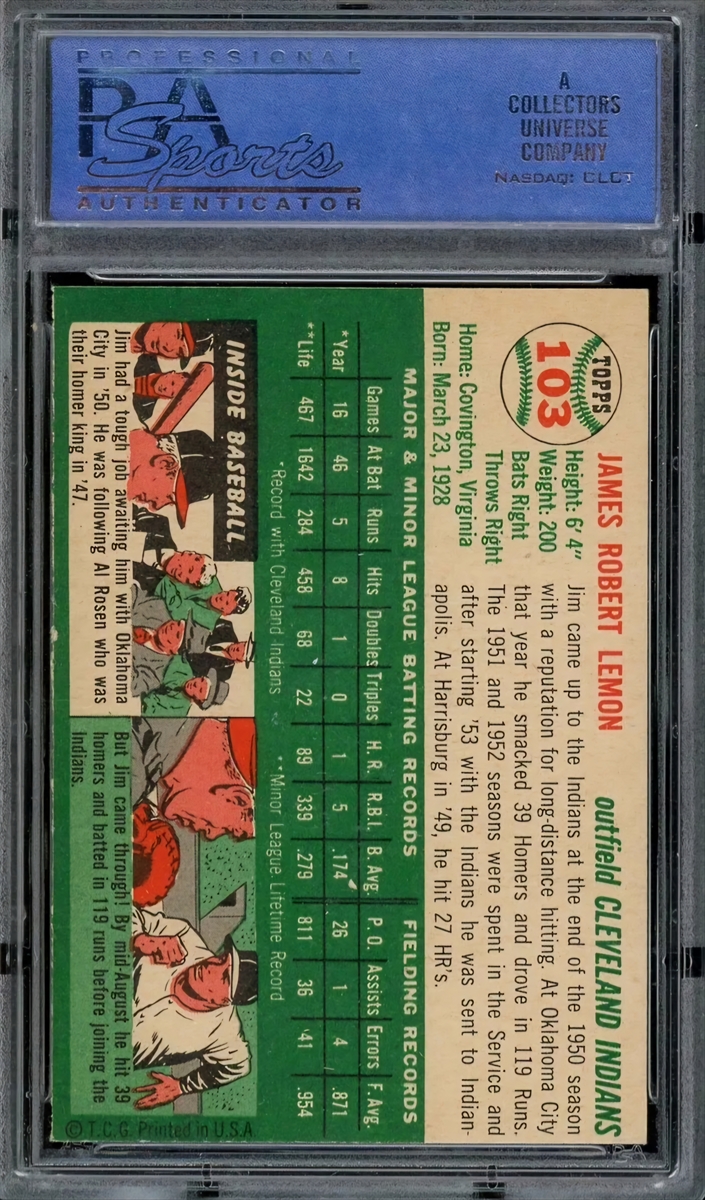 PROFESSIONAL
PSA
Sports
AUTHENTICATOR
A
COLLECTORS
UNIVERSE
COMPANY
NASDAQ: CLCT
TOPPS
103
JAMES ROBERT LEMON outfield CLEVELAND INDIANS
Height: 6'4"
Weight: 200
Bats Right
Throws Right
Home: Covington, Virginia
Born: March 23, 1928
Jim came up to the Indians at the end of the 1950 season
with a reputation for long-distance hitting. At Oklahoma City
that year he smacked 39 Homers and drove in 119 Runs.
The 1951 and 1952 seasons were spent in the Service and
after starting '53 with the Indians he was sent to Indian-
apolis. At Harrisburg in '49, he hit 27 HR's.
MAJOR & MINOR LEAGUE BATTING RECORDS FIELDING RECORDS
Games At Bat Runs Hits Doubles Triples H. R. R.B.I. B. Avg. P. O. Assists Errors F. Avg.
*Year 16 46 5 8 1 0 1 5 .174 26 1 4 .871
**Life 467 1642 284 458 68 22 89 339 .279 811 36 41 .954
*Record with Cleveland Indians **Minor League Lifetime Record
INSIDE BASEBALL
Jim had a tough job awaiting him with Oklahoma
City in '50. He was following Al Rosen who was
their homer king in '47.
But Jim came through! By mid-August he hit 39
homers and batted in 119 runs before joining the
Indians.
© T.C.G. Printed in U.S.A.